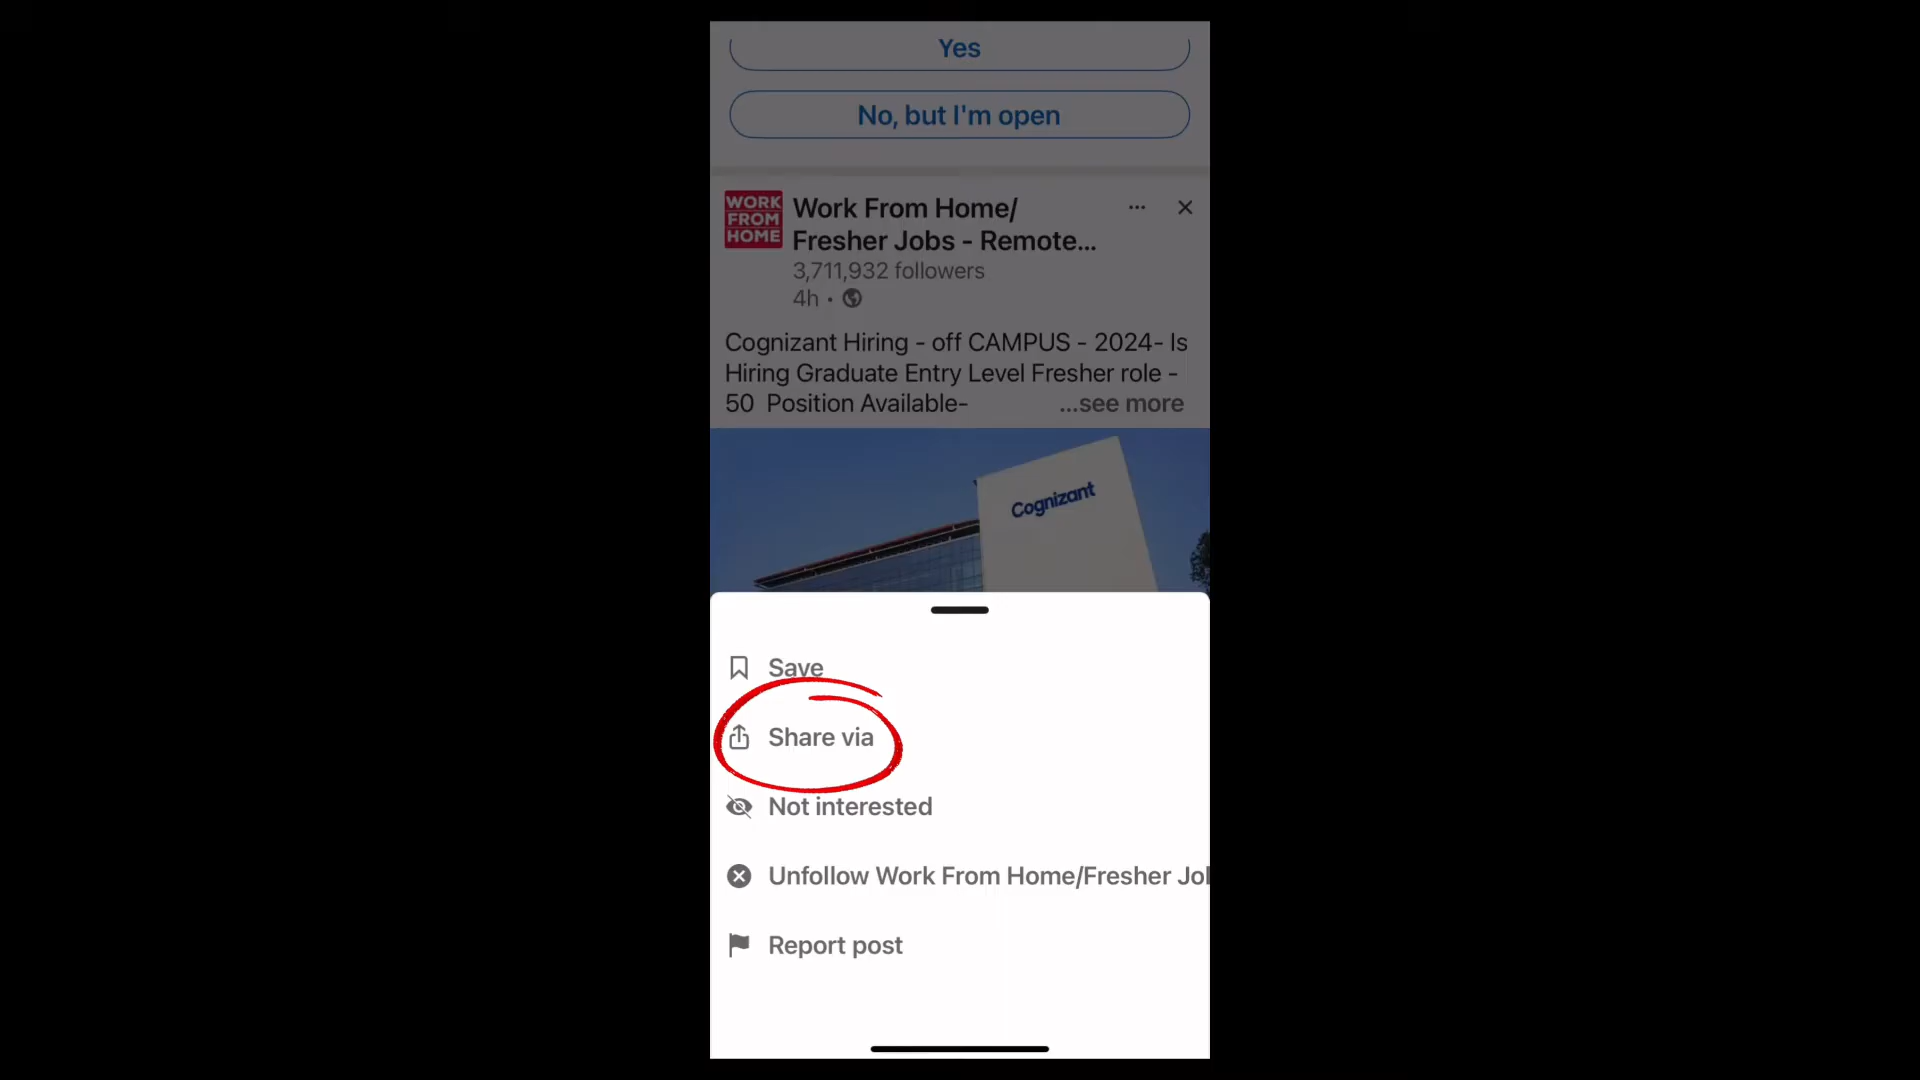 Yes
No, but I'm open
WORK
FROM
HOME
Work From Home/
Fresher Jobs - Remote...
3,711,932 followers
4h •
Cognizant Hiring - off CAMPUS - 2024- Is
Hiring Graduate Entry Level Fresher role -
50 Position Available-
...see more
Cognizant
Save
Share via
Not interested
Unfollow Work From Home/Fresher Jo
Report post